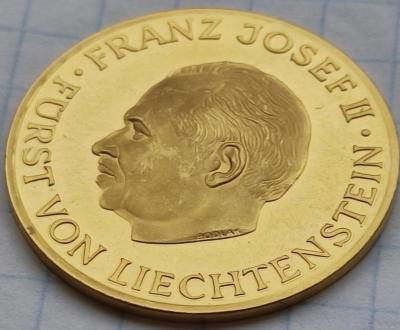 · FRANZ JOSEF II · FÜRST VON LIECHTENSTEIN